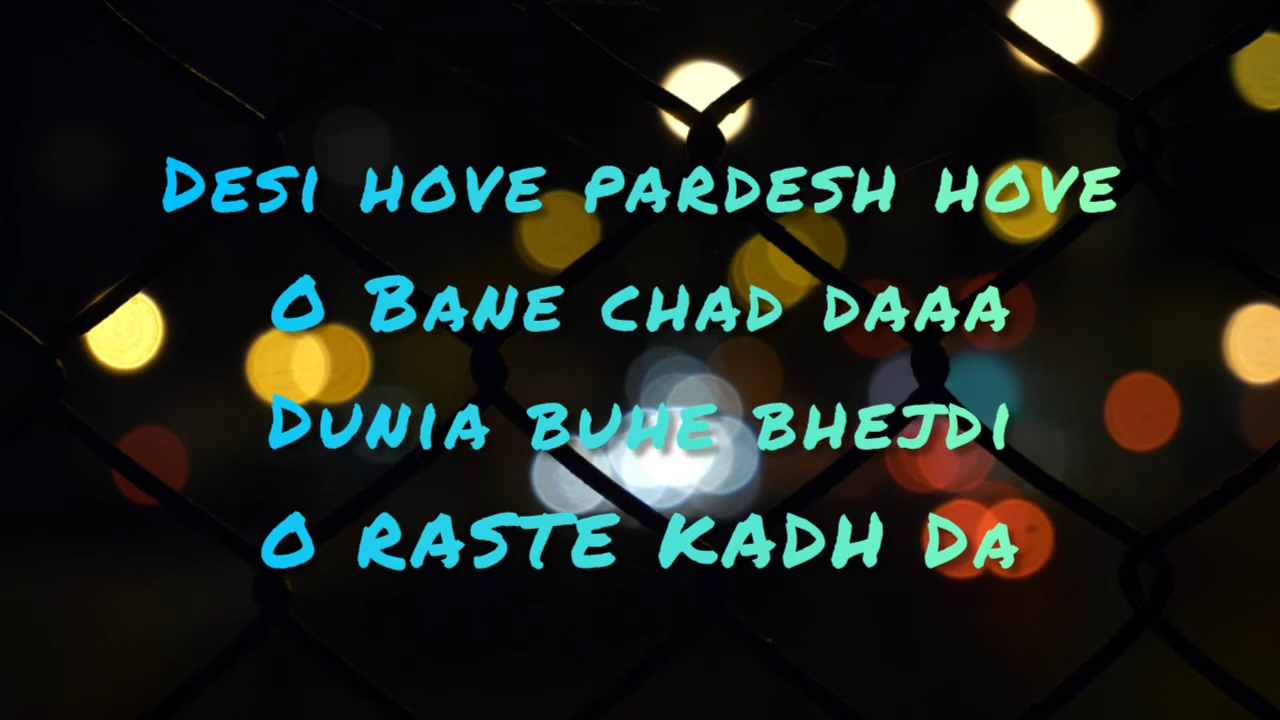 Desi hove pardesh hove
O Bane chad daaa
Dunia buhe bhejdi
O RASTE KADH Da